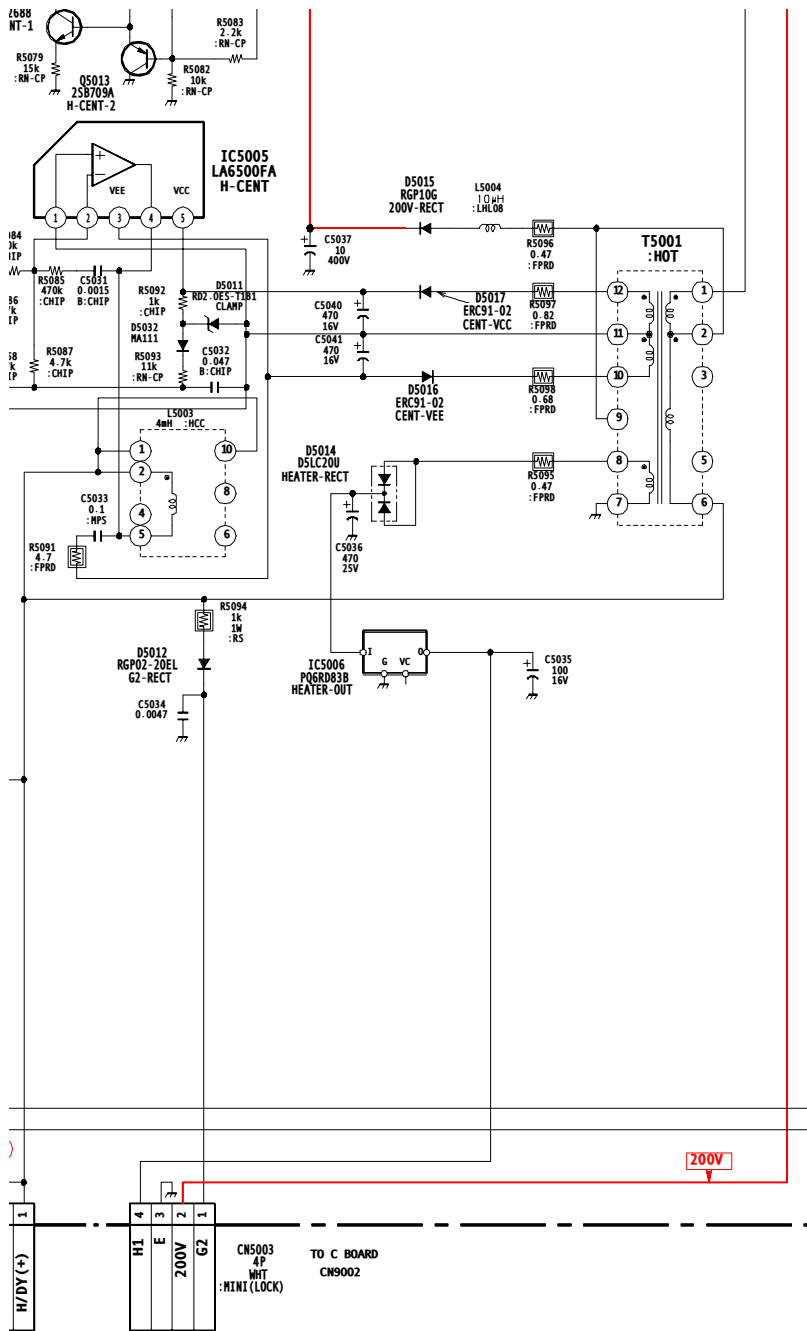 2688
NT-1
R5083
2.2k
:RN-CP
R5079
15k
:RN-CP
R5082
10k
:RN-CP
Q5013
2SB709A
H-CENT-2
IC5005
LA6500FA
H-CENT
VEE
VCC
1
2
3
4
5
D5015
RGP10G
200V-RECT
L5004
10μH
:LHL08
C5037
10
400V
R5096
0.47
:FPRD
T5001
:HOT
R5085
470k
:CHIP
C5031
0.0015
B:CHIP
R5092
1k
:CHIP
D5011
RD2.0ES-T1B1
CLAMP
D5032
MA111
R5093
11k
:RN-CP
C5032
0.047
B:CHIP
R5087
4.7k
:CHIP
C5040
470
16V
C5041
470
16V
D5017
ERC91-02
CENT-VCC
R5097
0.82
:FPRD
D5016
ERC91-02
CENT-VEE
R5098
0.68
:FPRD
12
11
10
9
8
7
1
2
3
5
6
L5003
4mH :HCC
1
2
4
5
10
8
6
C5033
0.1
:MPS
R5091
4.7
:FPRD
D5014
D5LC20U
HEATER-RECT
R5095
0.47
:FPRD
C5036
470
25V
R5094
1k
1W
:RS
D5012
RGP02-20EL
G2-RECT
C5034
0.0047
I
O
G
VC
IC5006
PQ6RD83B
HEATER-OUT
C5035
100
16V
200V
1
H/DY(+)
4
3
2
1
H1
E
200V
G2
CN5003
4P
WHT
:MINI(LOCK)
TO C BOARD
CN9002